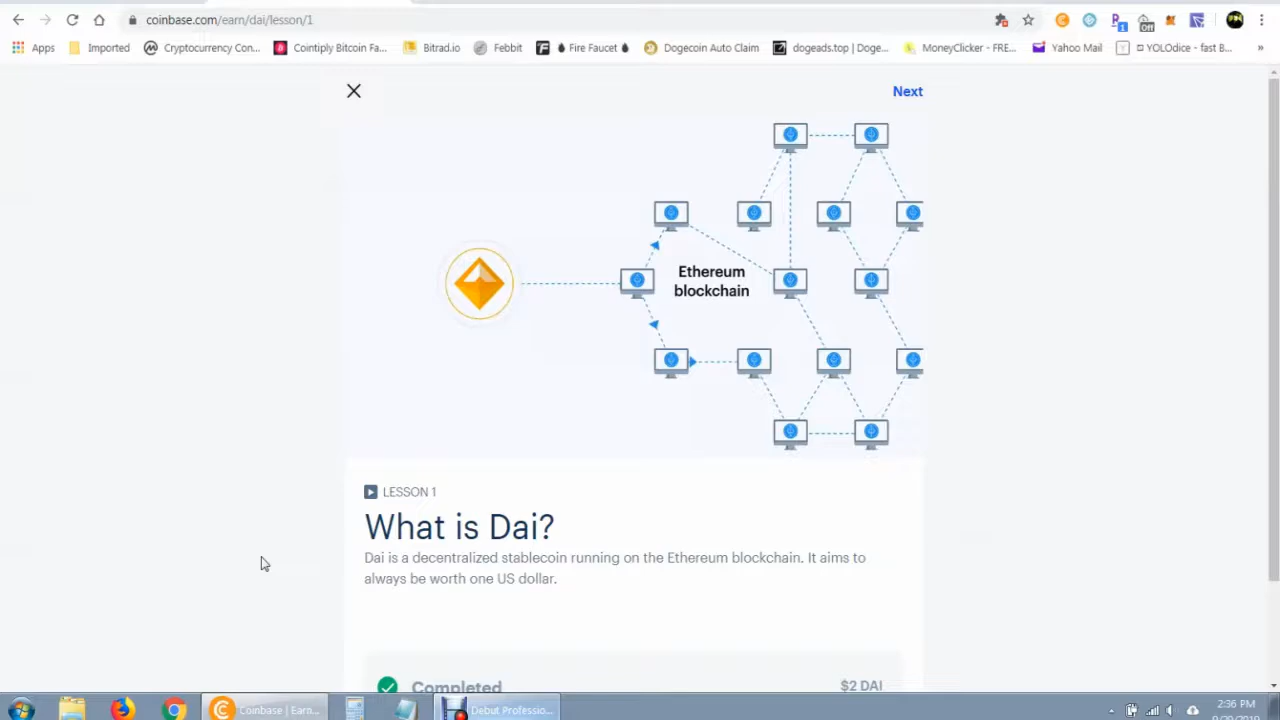 coinbase.com/earn/dai/lesson/1
1
Off
Apps Imported Cryptocurrency Con... Cointiply Bitcoin Fa... Bitrad.io Febbit Fire Faucet Dogecoin Auto Claim dogeads.top | Doge... MoneyClicker - FRE... Yahoo Mail YOLOdice - fast B... »
Next
Ethereum
blockchain
LESSON 1
What is Dai?
Dai is a decentralized stablecoin running on the Ethereum blockchain. It aims to
always be worth one US dollar.
Completed $2 DAI
Coinbase | Earn... Debut Professio... 2:36 PM